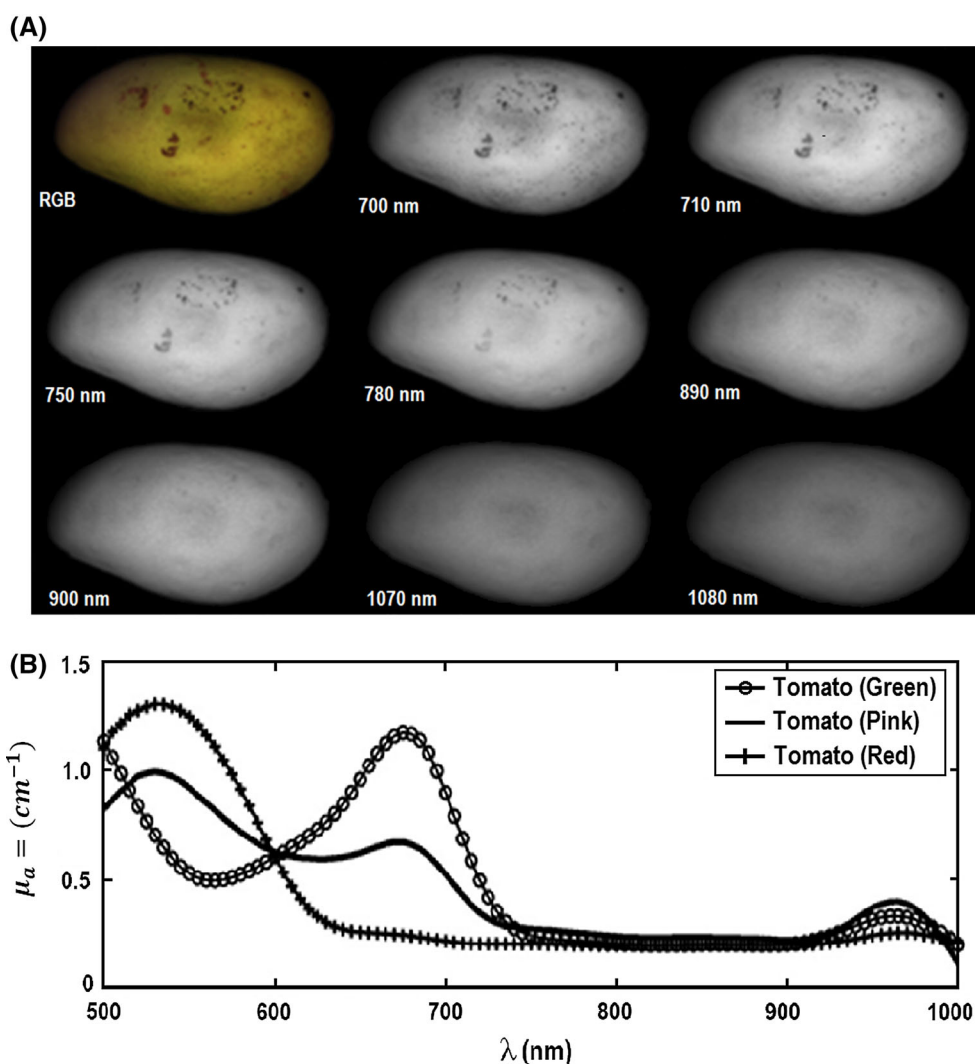 (A)
RGB
700 nm
710 nm
750 nm
780 nm
890 nm
900 nm
1070 nm
1080 nm
(B)
1.5
1.0
0.5
0
μₐ = (cm⁻¹)
Tomato (Green)
Tomato (Pink)
Tomato (Red)
500
600
700
800
900
1000
λ (nm)